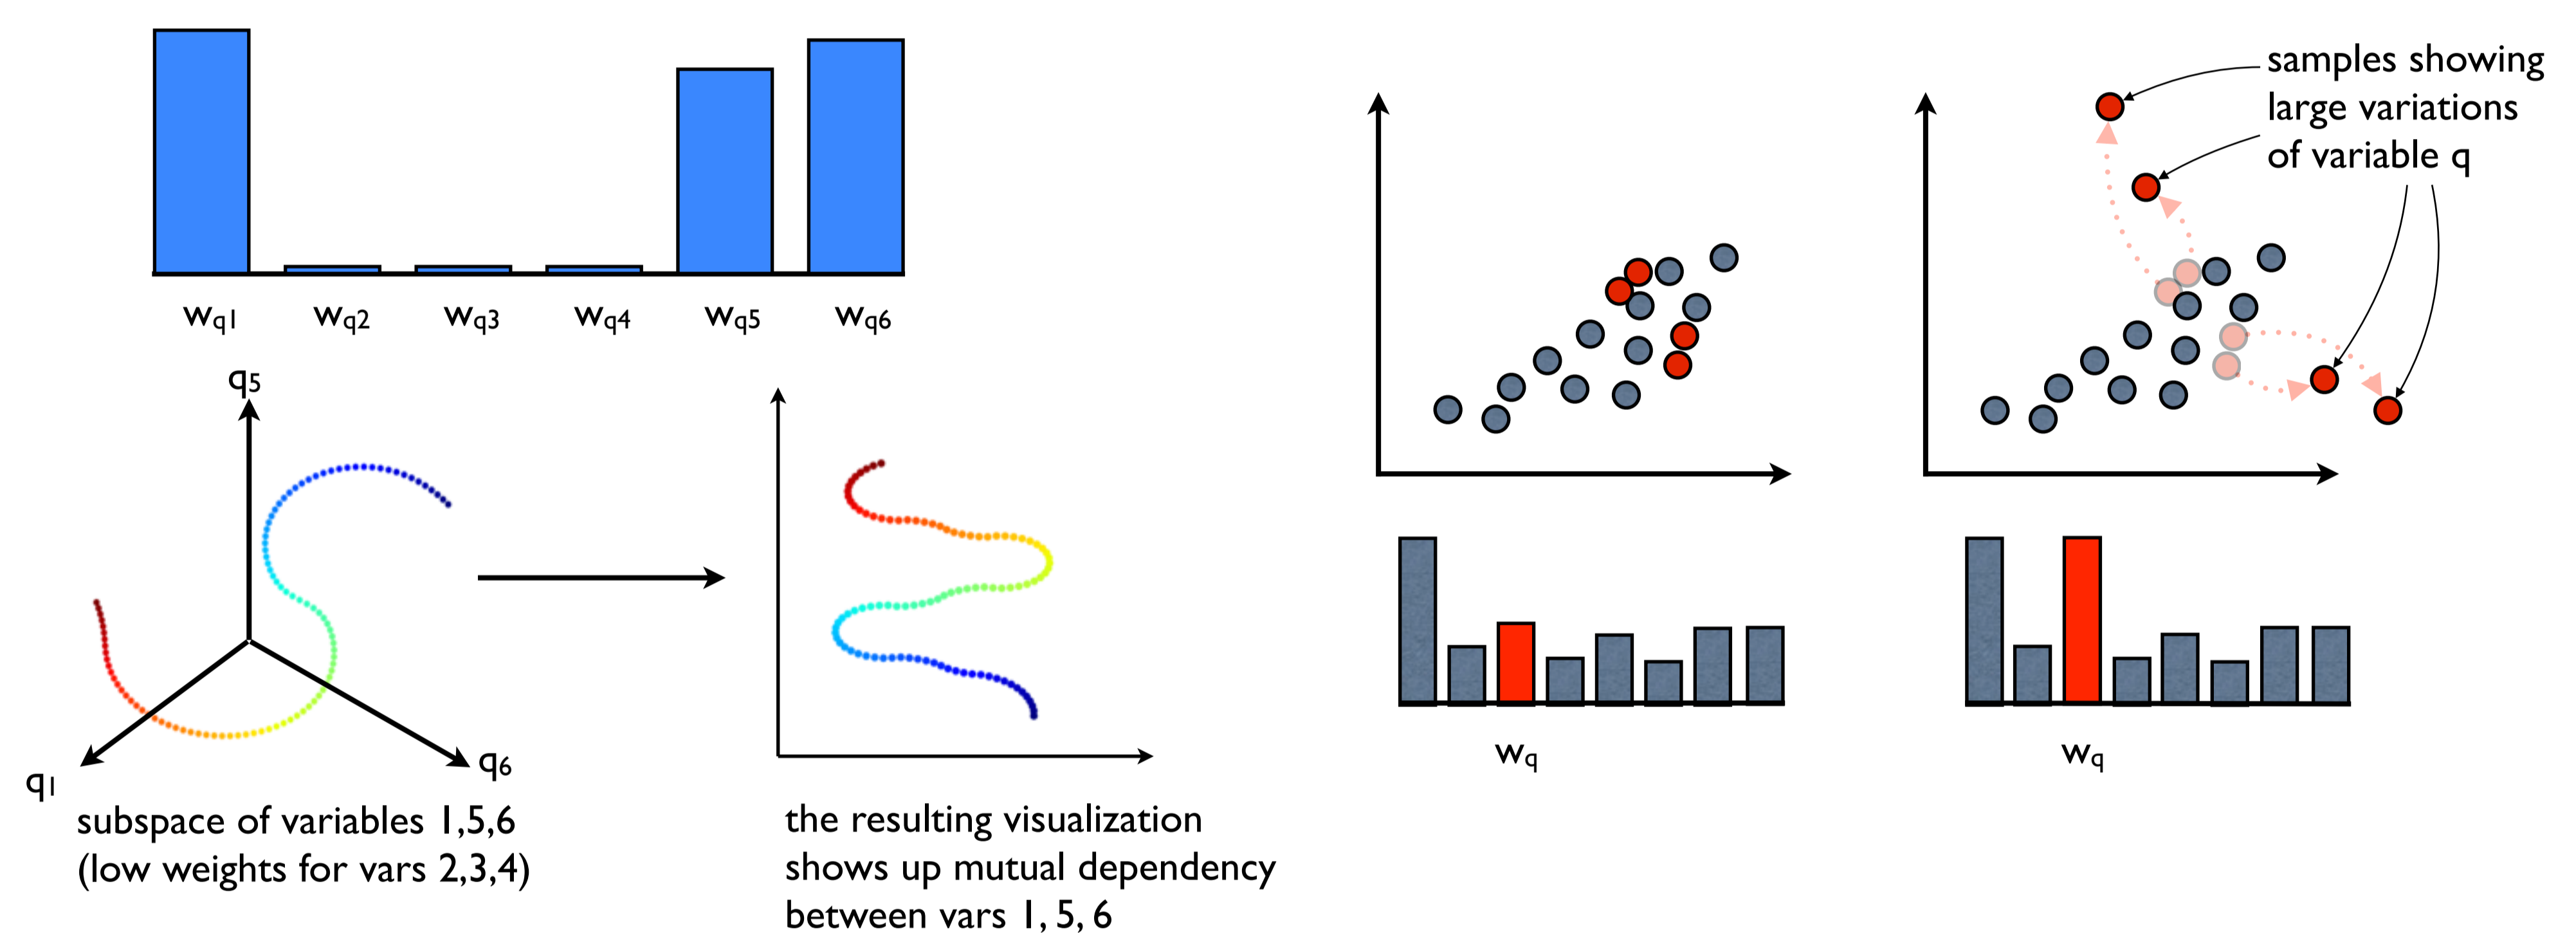 wq1 wq2 wq3 wq4 wq5 wq6
q5
q1
q6
subspace of variables 1,5,6
(low weights for vars 2,3,4)
the resulting visualization
shows up mutual dependency
between vars 1, 5, 6
samples showing
large variations
of variable q
wq
wq